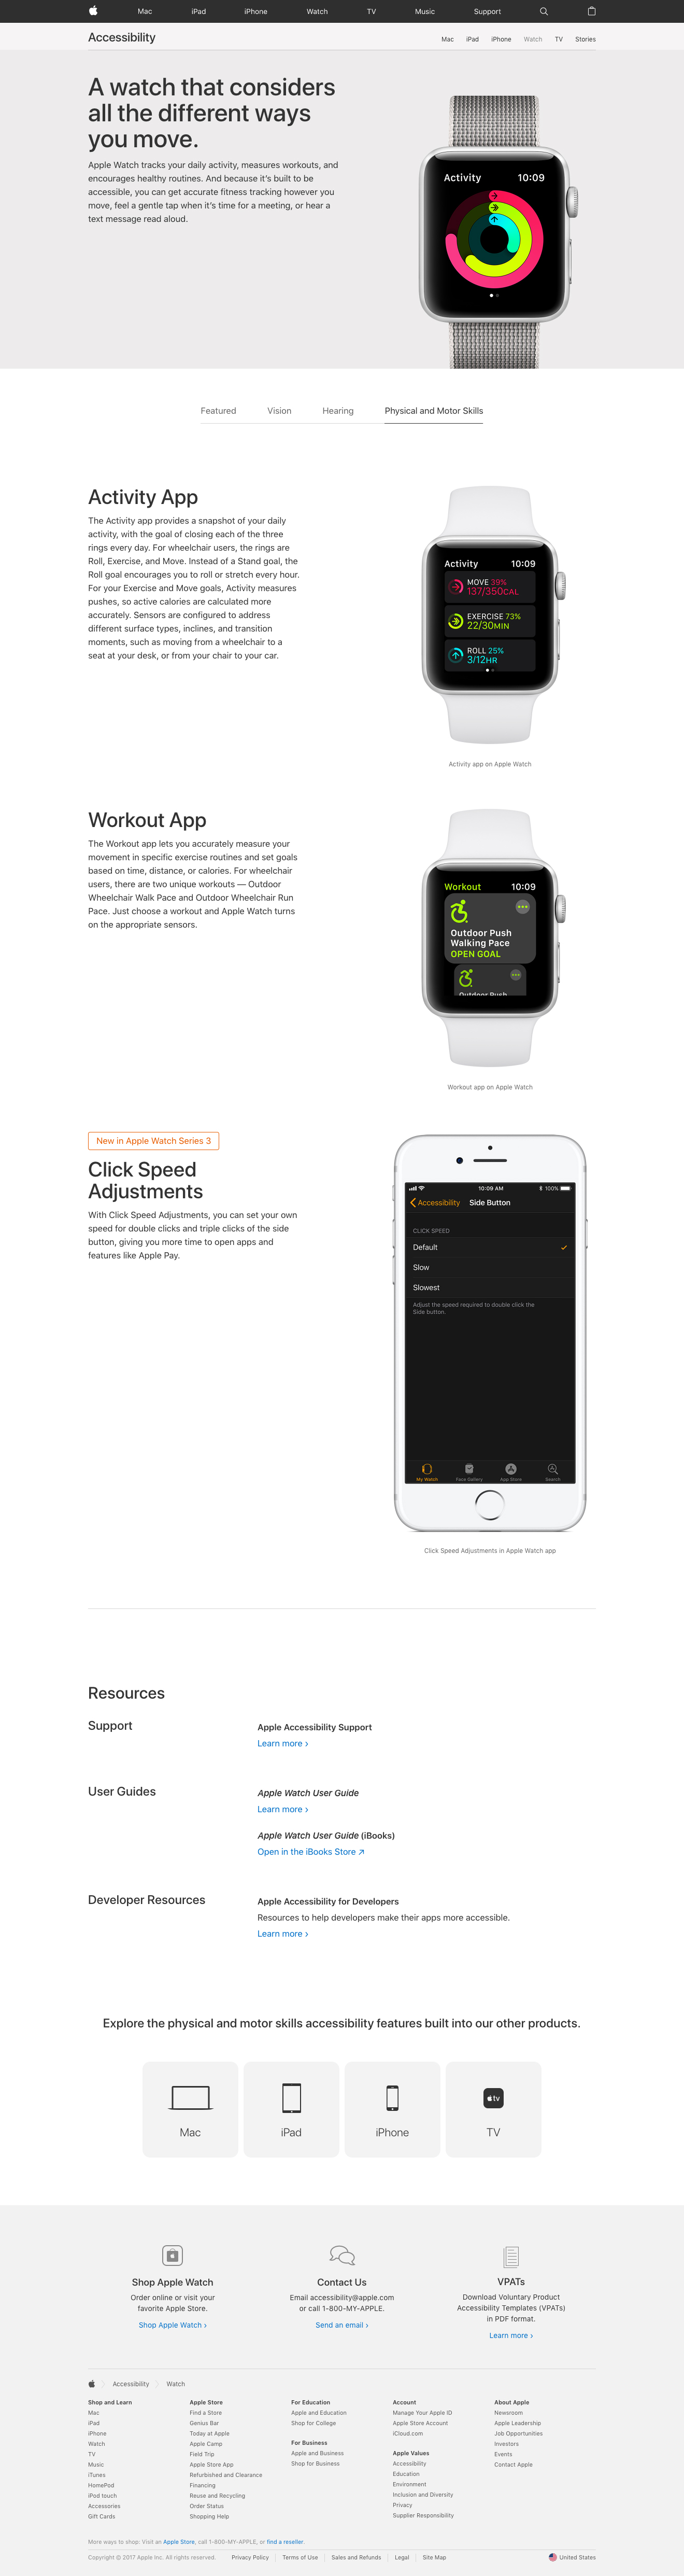 Mac
iPad
iPhone
Watch
TV
Music
Support
Accessibility
Mac
iPad
iPhone
Watch
TV
Stories
A watch that considers
all the different ways
you move.
Apple Watch tracks your daily activity, measures workouts, and
encourages healthy routines. And because it's built to be
accessible, you can get accurate fitness tracking however you
move, feel a gentle tap when it's time for a meeting, or hear a
text message read aloud.
Activity 10:09
Featured
Vision
Hearing
Physical and Motor Skills
Activity App
The Activity app provides a snapshot of your daily
activity, with the goal of closing each of the three
rings every day. For wheelchair users, the rings are
Roll, Exercise, and Move. Instead of a Stand goal, the
Roll goal encourages you to roll or stretch every hour.
For your Exercise and Move goals, Activity measures
pushes, so active calories are calculated more
accurately. Sensors are configured to address
different surface types, inclines, and transition
moments, such as moving from a wheelchair to a
seat at your desk, or from your chair to your car.
Activity 10:09
MOVE 39%
137/350CAL
EXERCISE 73%
22/30MIN
ROLL 25%
3/12HR
Activity app on Apple Watch
Workout App
The Workout app lets you accurately measure your
movement in specific exercise routines and set goals
based on time, distance, or calories. For wheelchair
users, there are two unique workouts — Outdoor
Wheelchair Walk Pace and Outdoor Wheelchair Run
Pace. Just choose a workout and Apple Watch turns
on the appropriate sensors.
Workout 10:09
Outdoor Push
Walking Pace
OPEN GOAL
Outdoor Push
Workout app on Apple Watch
New in Apple Watch Series 3
Click Speed
Adjustments
With Click Speed Adjustments, you can set your own
speed for double clicks and triple clicks of the side
button, giving you more time to open apps and
features like Apple Pay.
10:09 AM
100%
Accessibility
Side Button
CLICK SPEED
Default
Slow
Slowest
Adjust the speed required to double click the
Side button.
My Watch
Face Gallery
App Store
Search
Click Speed Adjustments in Apple Watch app
Resources
Support
Apple Accessibility Support
Learn more ›
User Guides
Apple Watch User Guide
Learn more ›
Apple Watch User Guide (iBooks)
Open in the iBooks Store ↗
Developer Resources
Apple Accessibility for Developers
Resources to help developers make their apps more accessible.
Learn more ›
Explore the physical and motor skills accessibility features built into our other products.
Mac
iPad
iPhone
tv
TV
Shop Apple Watch
Order online or visit your
favorite Apple Store.
Shop Apple Watch ›
Contact Us
Email accessibility@apple.com
or call 1-800-MY-APPLE.
Send an email ›
VPATs
Download Voluntary Product
Accessibility Templates (VPATs)
in PDF format.
Learn more ›
Accessibility
Watch
Shop and Learn
Mac
iPad
iPhone
Watch
TV
Music
iTunes
HomePod
iPod touch
Accessories
Gift Cards
Apple Store
Find a Store
Genius Bar
Today at Apple
Apple Camp
Field Trip
Apple Store App
Refurbished and Clearance
Financing
Reuse and Recycling
Order Status
Shopping Help
For Education
Apple and Education
Shop for College
For Business
Apple and Business
Shop for Business
Account
Manage Your Apple ID
Apple Store Account
iCloud.com
Apple Values
Accessibility
Education
Environment
Inclusion and Diversity
Privacy
Supplier Responsibility
About Apple
Newsroom
Apple Leadership
Job Opportunities
Investors
Events
Contact Apple
More ways to shop: Visit an Apple Store, call 1-800-MY-APPLE, or find a reseller.
Copyright © 2017 Apple Inc. All rights reserved.
Privacy Policy
Terms of Use
Sales and Refunds
Legal
Site Map
United States